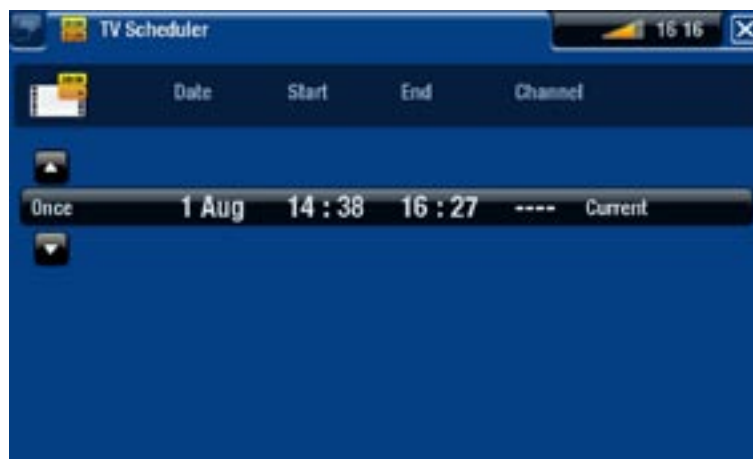 TV Scheduler 16 16
Date Start End Channel
Once 1 Aug 14 : 38 16 : 27 ---- Current